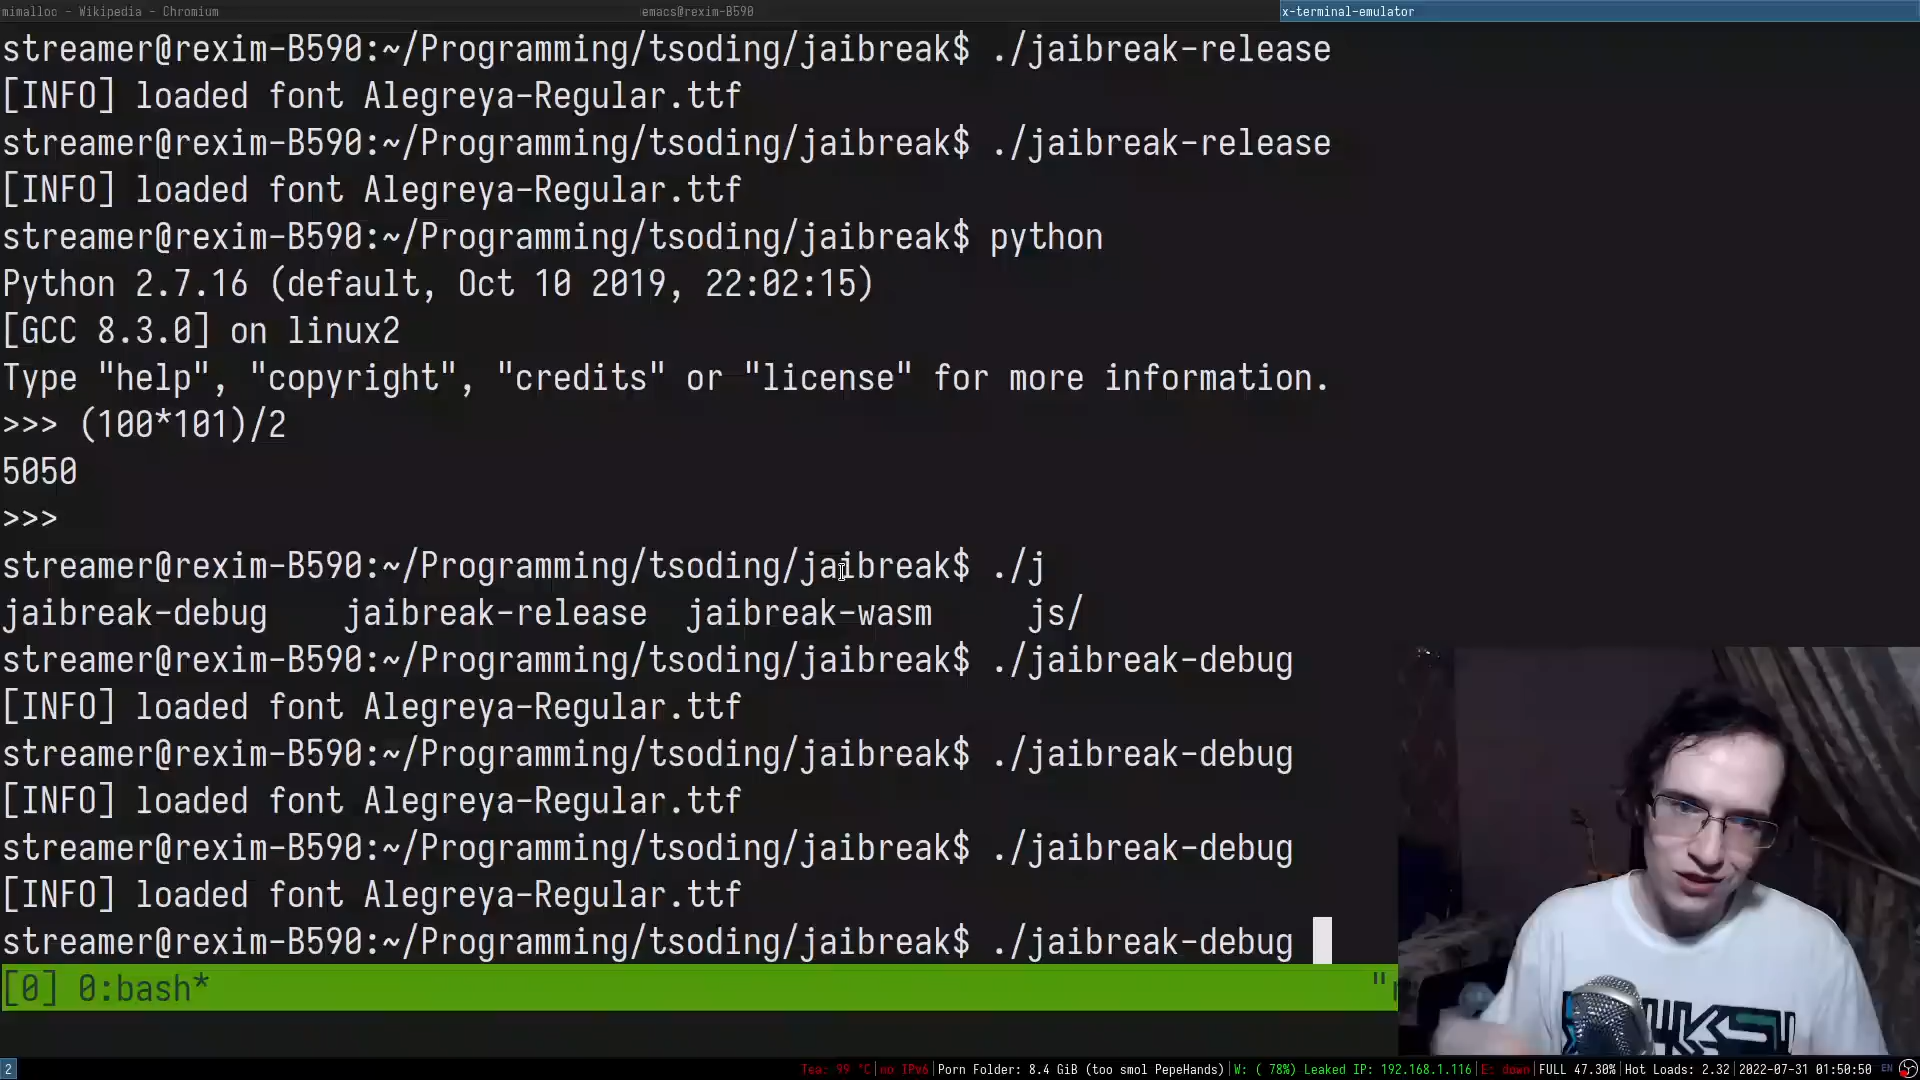 mimalloc - Wikipedia - Chromium
emacs@rexim-B590
x-terminal-emulator
streamer@rexim-B590:~/Programming/tsoding/jaibreak$ ./jaibreak-release
[INFO] loaded font Alegreya-Regular.ttf
streamer@rexim-B590:~/Programming/tsoding/jaibreak$ ./jaibreak-release
[INFO] loaded font Alegreya-Regular.ttf
streamer@rexim-B590:~/Programming/tsoding/jaibreak$ python
Python 2.7.16 (default, Oct 10 2019, 22:02:15)
[GCC 8.3.0] on linux2
Type "help", "copyright", "credits" or "license" for more information.
>>> (100*101)/2
5050
>>>
streamer@rexim-B590:~/Programming/tsoding/jaibreak$ ./j
jaibreak-debug    jaibreak-release  jaibreak-wasm     js/
streamer@rexim-B590:~/Programming/tsoding/jaibreak$ ./jaibreak-debug
[INFO] loaded font Alegreya-Regular.ttf
streamer@rexim-B590:~/Programming/tsoding/jaibreak$ ./jaibreak-debug
[INFO] loaded font Alegreya-Regular.ttf
streamer@rexim-B590:~/Programming/tsoding/jaibreak$ ./jaibreak-debug
[INFO] loaded font Alegreya-Regular.ttf
streamer@rexim-B590:~/Programming/tsoding/jaibreak$ ./jaibreak-debug
[0] 0:bash* "
2 Tea: 99 °C|no IPv6|Porn Folder: 8.4 GiB (too smol PepeHands)|W: ( 78%) Leaked IP: 192.168.1.116|E: down|FULL 47.30%|Hot Loads: 2.32|2022-07-31 01:50:50 EN